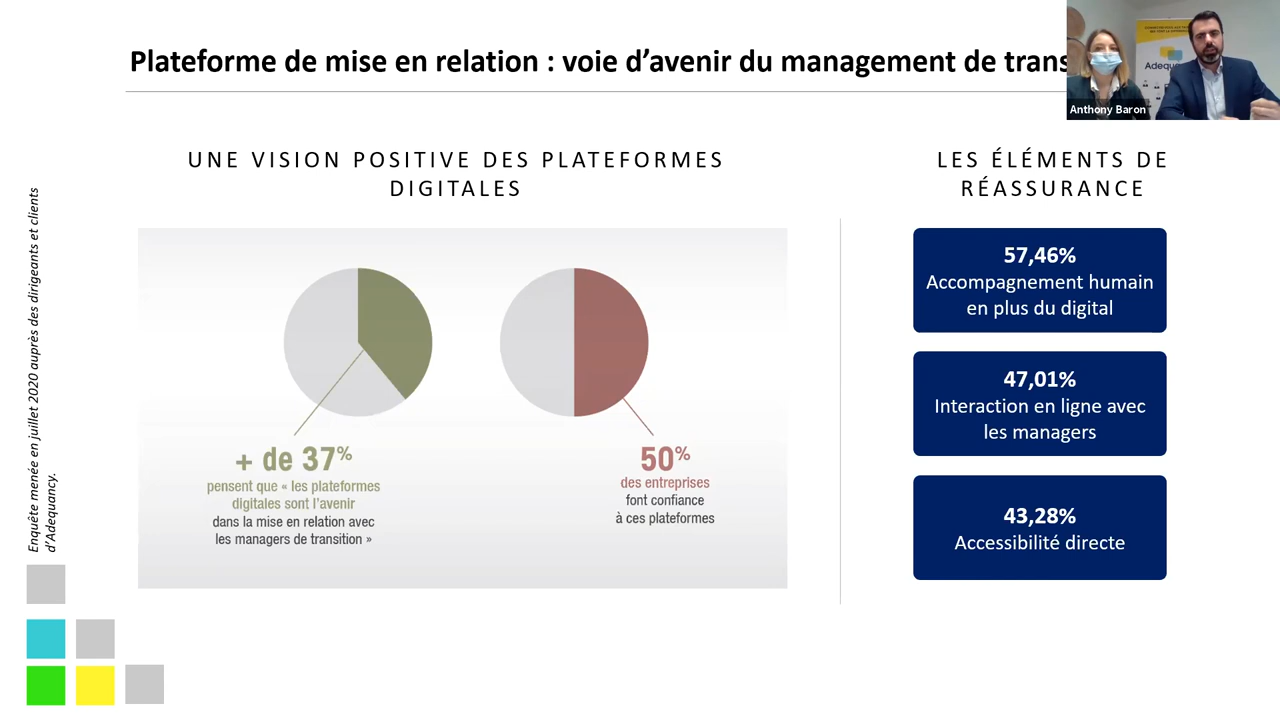 Plateforme de mise en relation : voie d’avenir du management de trans
Anthony Baron
UNE VISION POSITIVE DES PLATEFORMES
DIGITALES
+ de 37%
pensent que « les plateformes
digitales sont l’avenir
dans la mise en relation avec
les managers de transition »
50%
des entreprises
font confiance
à ces plateformes
LES ÉLÉMENTS DE
RÉASSURANCE
57,46%
Accompagnement humain
en plus du digital
47,01%
Interaction en ligne avec
les managers
43,28%
Accessibilité directe
Enquête menée en juillet 2020 auprès des dirigeants et clients
d’Adequancy.